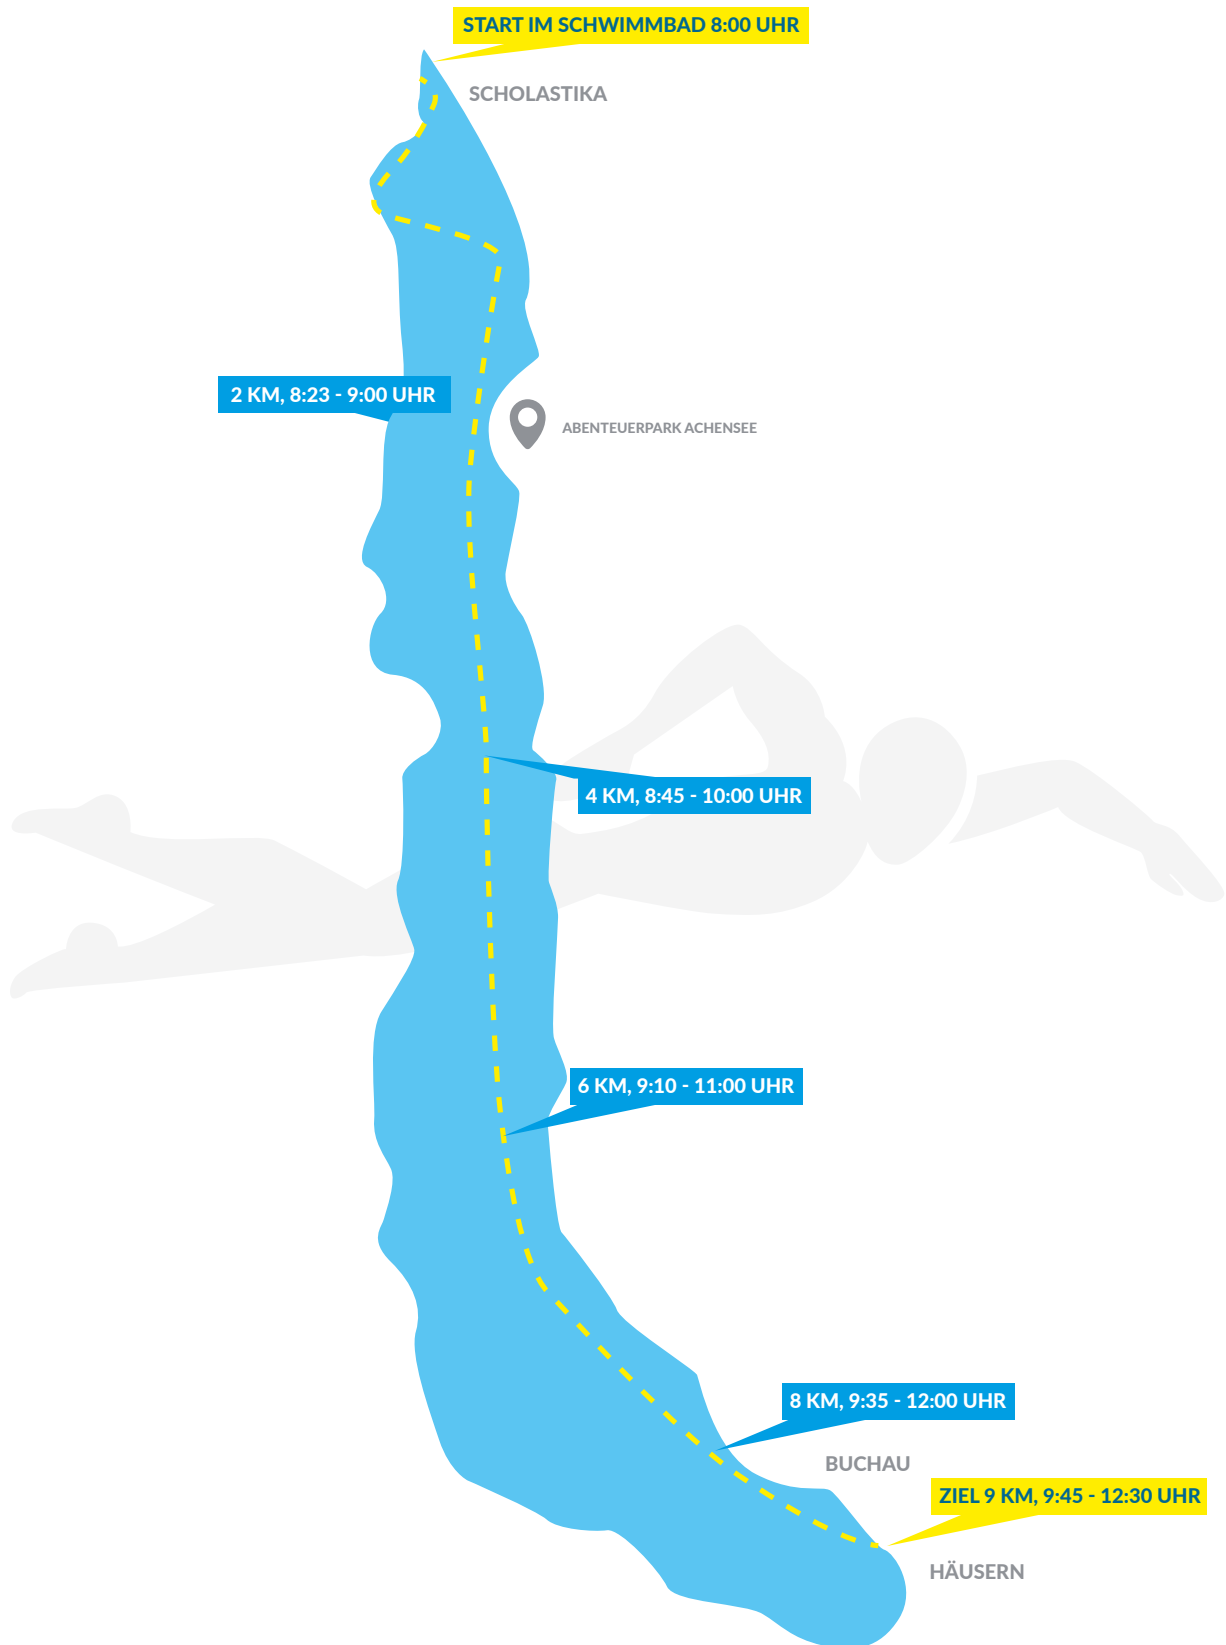 START IM SCHWIMMBAD 8:00 UHR
SCHOLASTIKA
2 KM, 8:23 - 9:00 UHR
ABENTEUERPARK ACHENSEE
4 KM, 8:45 - 10:00 UHR
6 KM, 9:10 - 11:00 UHR
8 KM, 9:35 - 12:00 UHR
BUCHAU
ZIEL 9 KM, 9:45 - 12:30 UHR
HÄUSERN